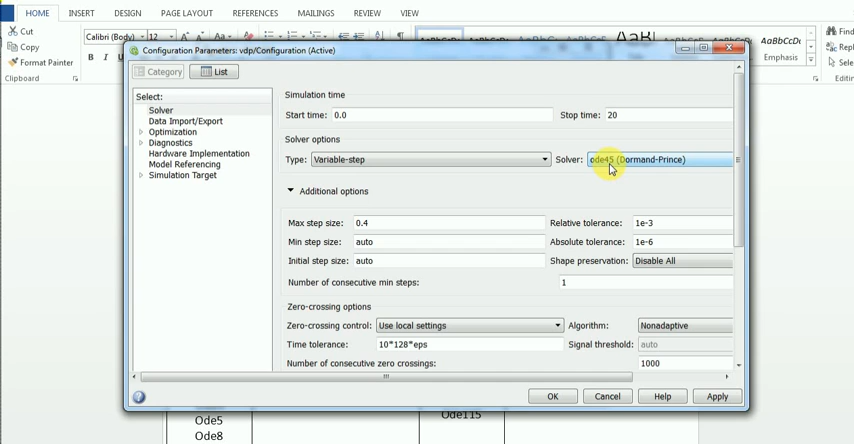 HOME INSERT DESIGN PAGE LAYOUT REFERENCES MAILINGS REVIEW VIEW
Cut
Copy
Format Painter
Clipboard
Calibri (Body) 12 Aa
B I
AaBbCcDc
Emphasis
Find
Repl
Sele
Editin
Configuration Parameters: vdp/Configuration (Active)
Category List
Select:
Solver
Data Import/Export
Optimization
Diagnostics
Hardware Implementation
Model Referencing
Simulation Target
Simulation time
Start time: 0.0 Stop time: 20
Solver options
Type: Variable-step Solver: ode45 (Dormand-Prince)
Additional options
Max step size: 0.4 Relative tolerance: 1e-3
Min step size: auto Absolute tolerance: 1e-6
Initial step size: auto Shape preservation: Disable All
Number of consecutive min steps: 1
Zero-crossing options
Zero-crossing control: Use local settings Algorithm: Nonadaptive
Time tolerance: 10*128*eps Signal threshold: auto
Number of consecutive zero crossings: 1000
OK Cancel Help Apply
Ode5 Ode115
Ode8